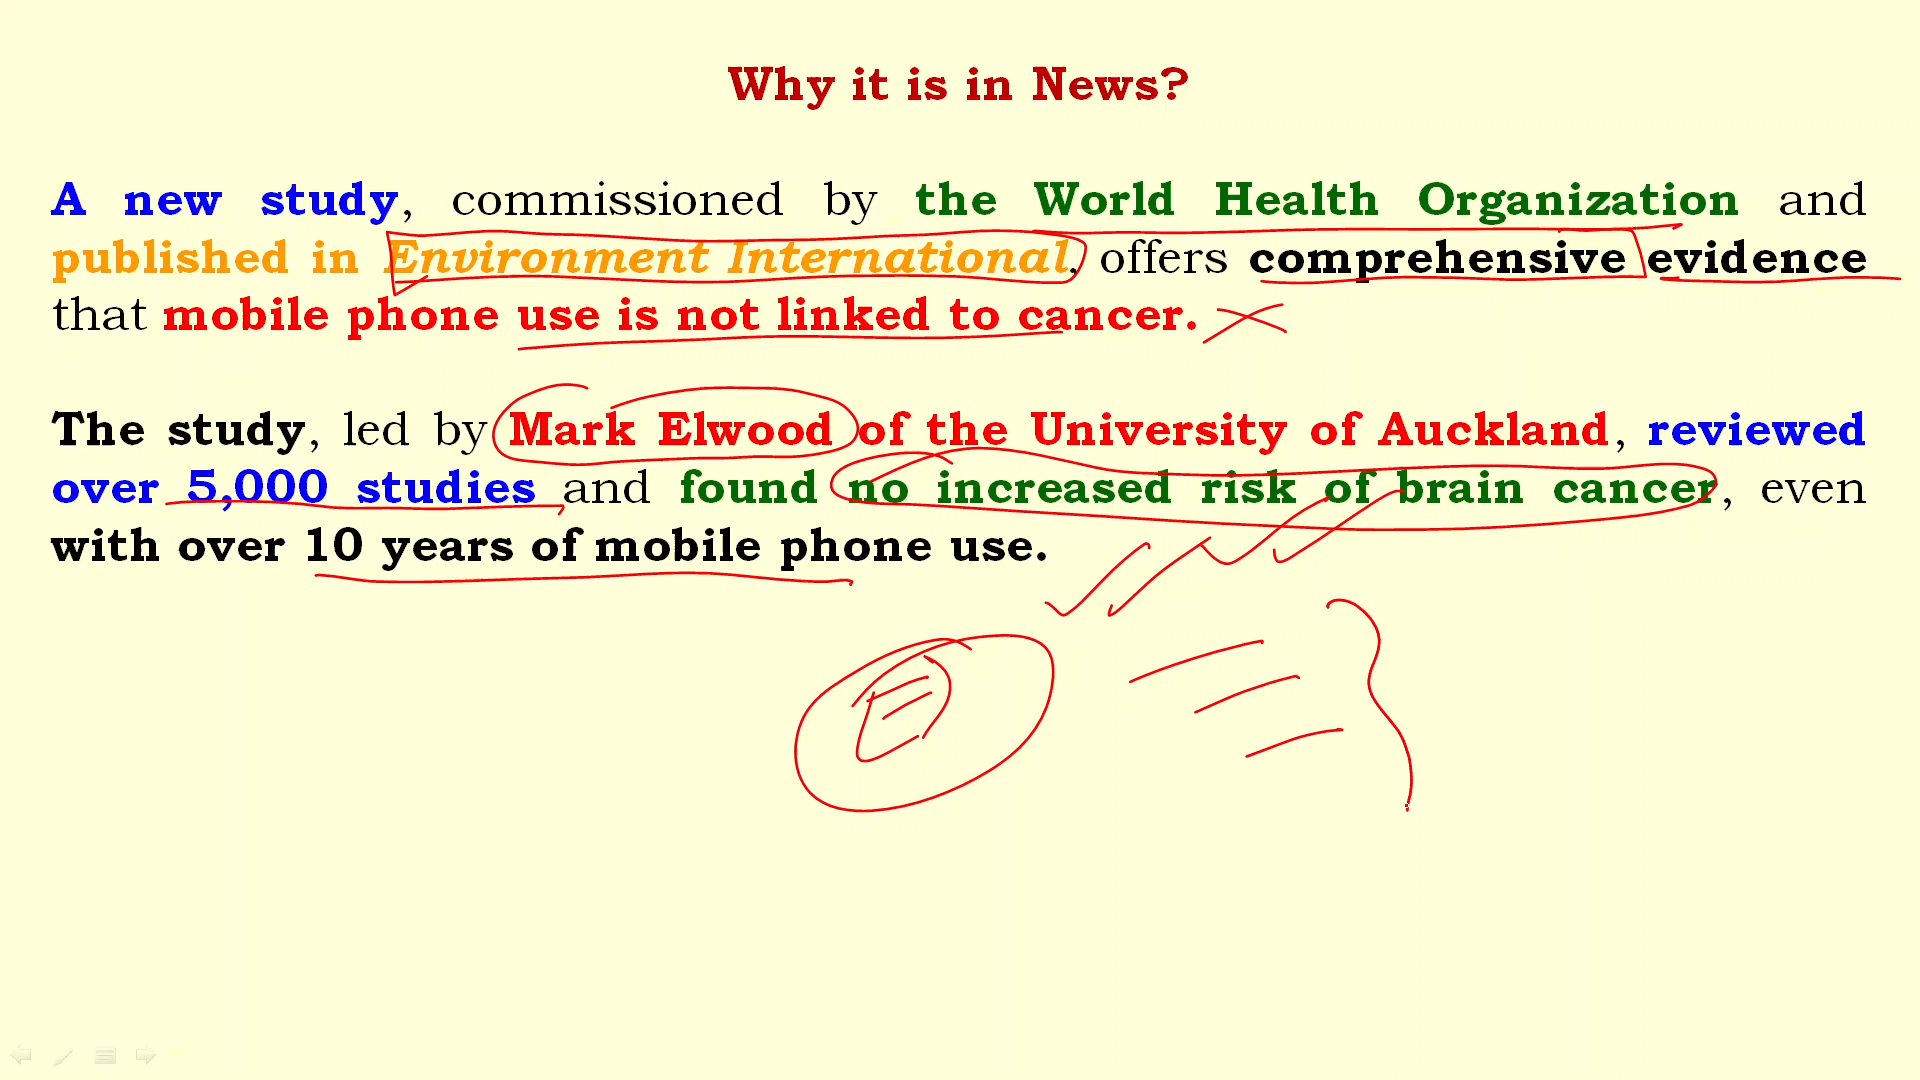 Why it is in News?
A new study, commissioned by the World Health Organization and
published in Environment International, offers comprehensive evidence
that mobile phone use is not linked to cancer.
The study, led by Mark Elwood of the University of Auckland, reviewed
over 5,000 studies and found no increased risk of brain cancer, even
with over 10 years of mobile phone use.